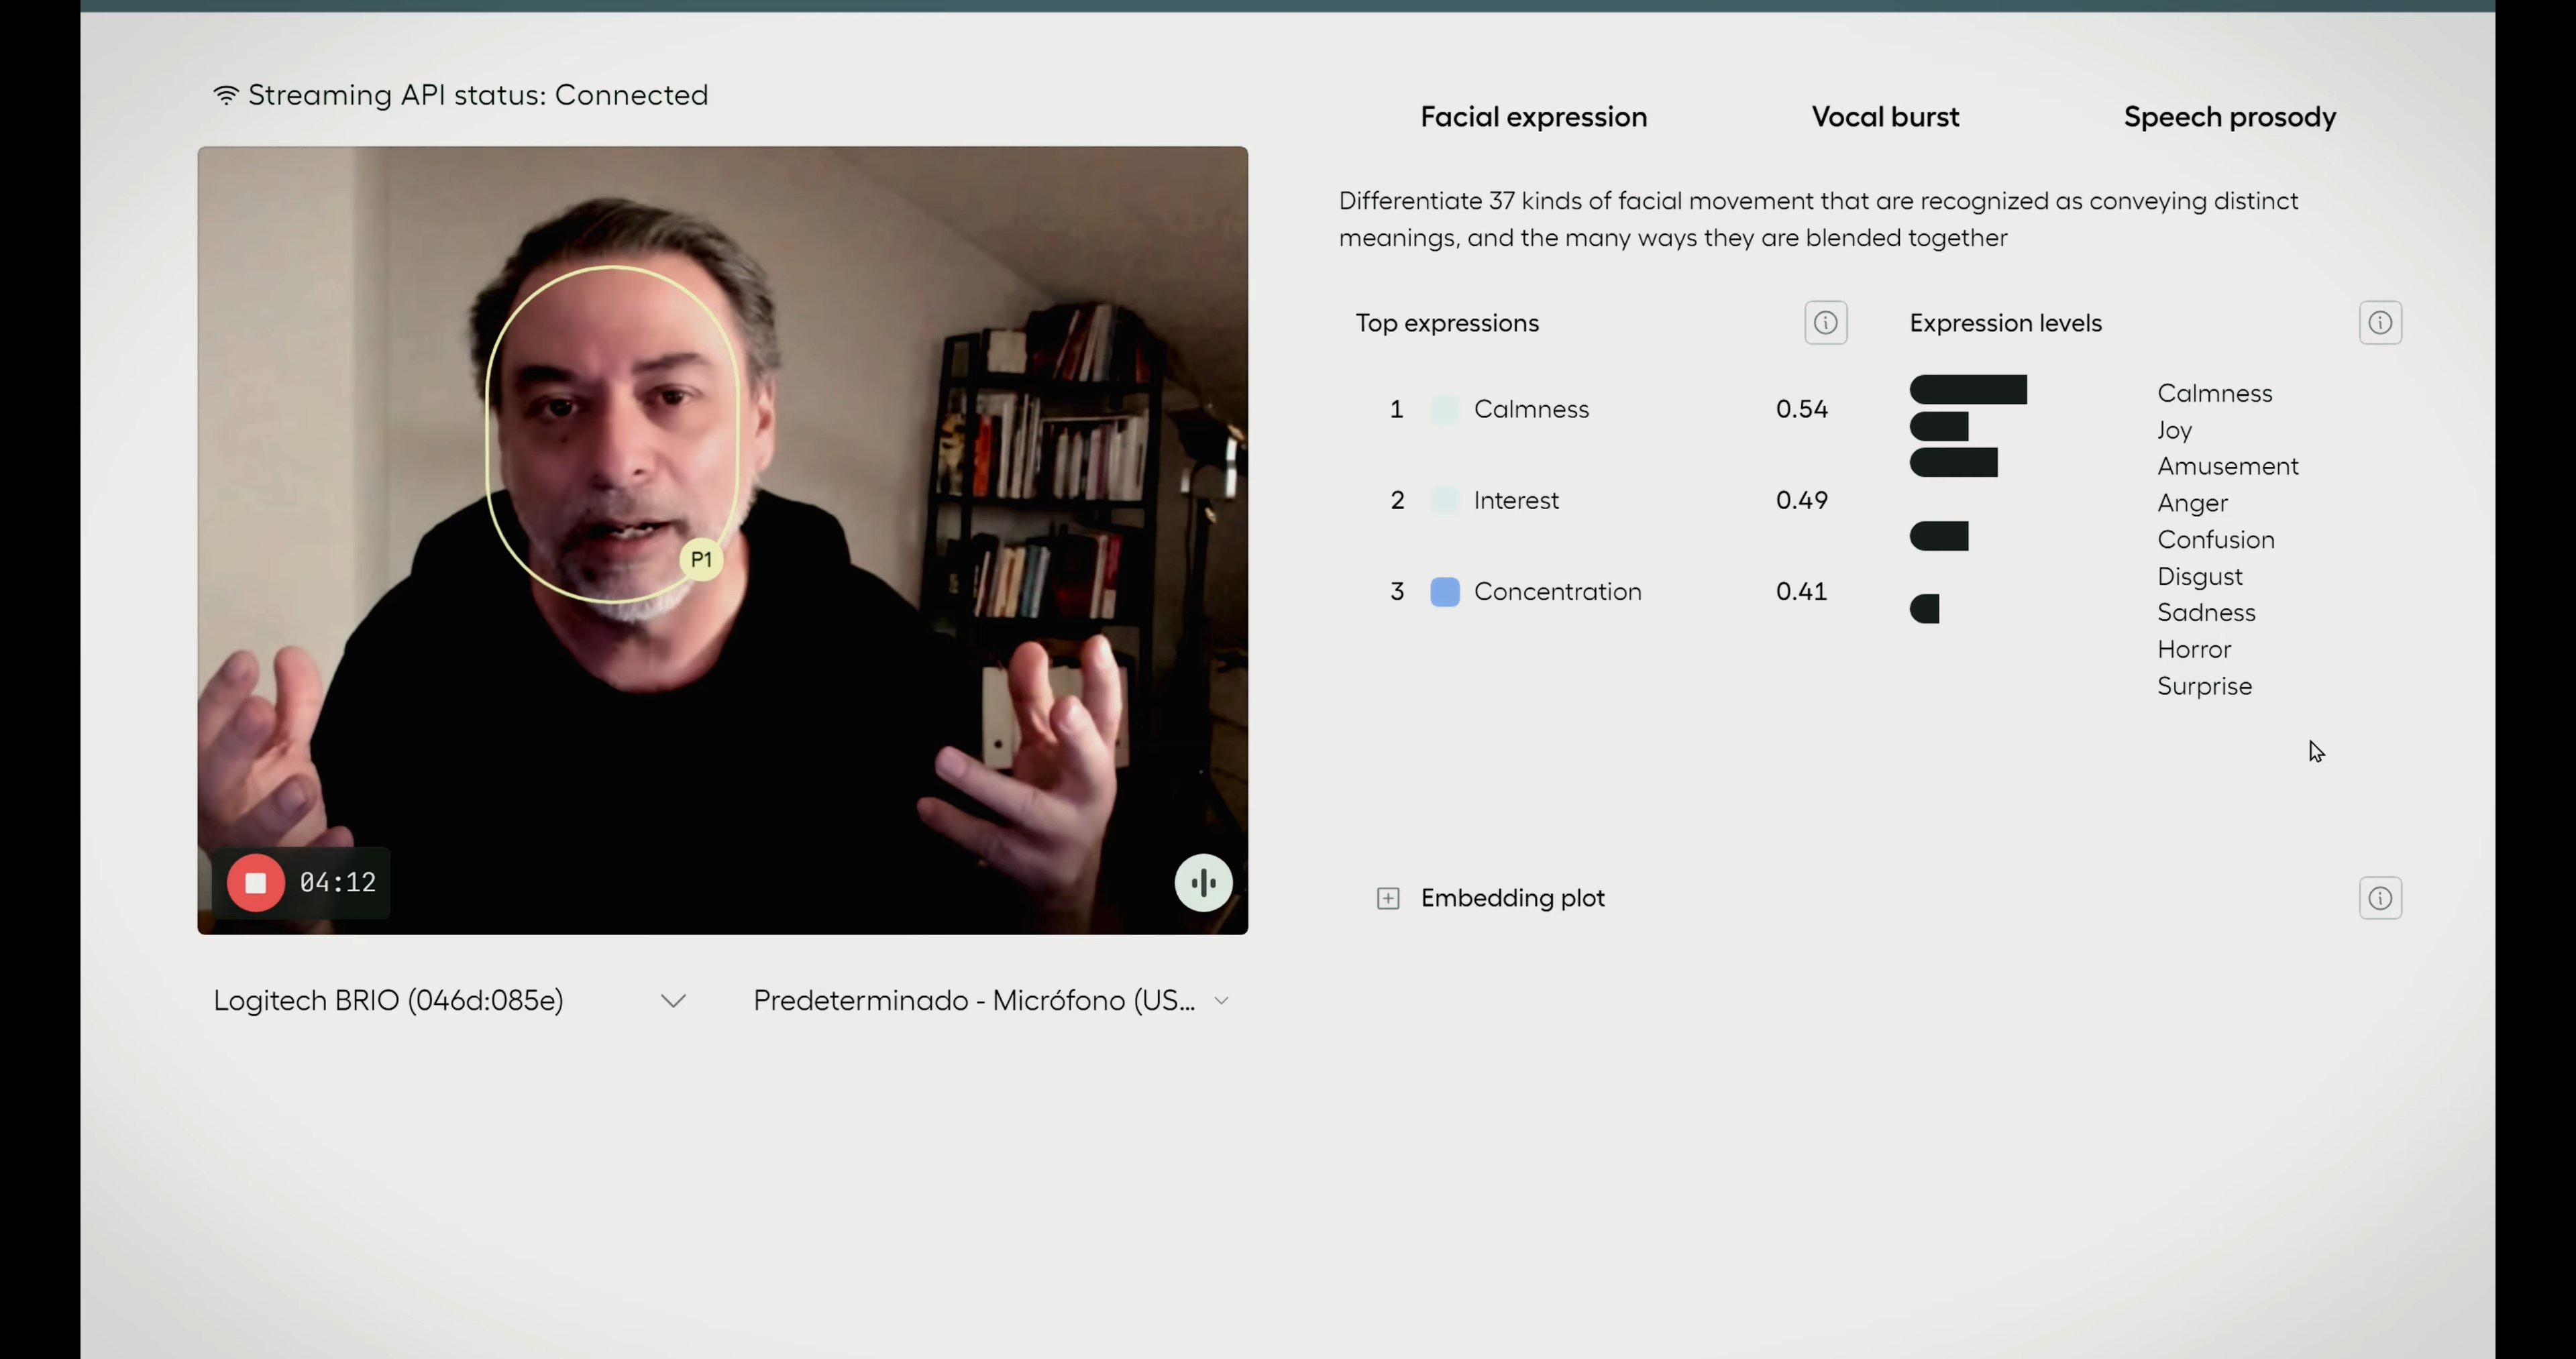 Streaming API status: Connected
P1
04:12
Logitech BRIO (046d:085e)
Predeterminado - Micrófono (US...
Facial expression
Vocal burst
Speech prosody
Differentiate 37 kinds of facial movement that are recognized as conveying distinct
meanings, and the many ways they are blended together
Top expressions
1 Calmness 0.54
2 Interest 0.49
3 Concentration 0.41
Expression levels
Calmness
Joy
Amusement
Anger
Confusion
Disgust
Sadness
Horror
Surprise
Embedding plot